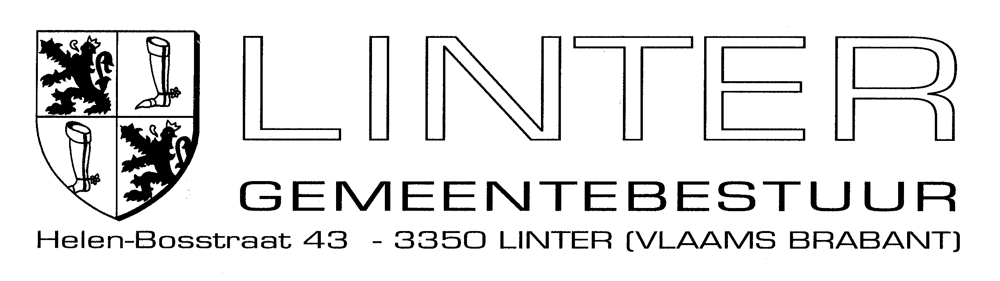 LINTER
GEMEENTEBESTUUR
Helen-Bosstraat 43 - 3350 LINTER (VLAAMS BRABANT)